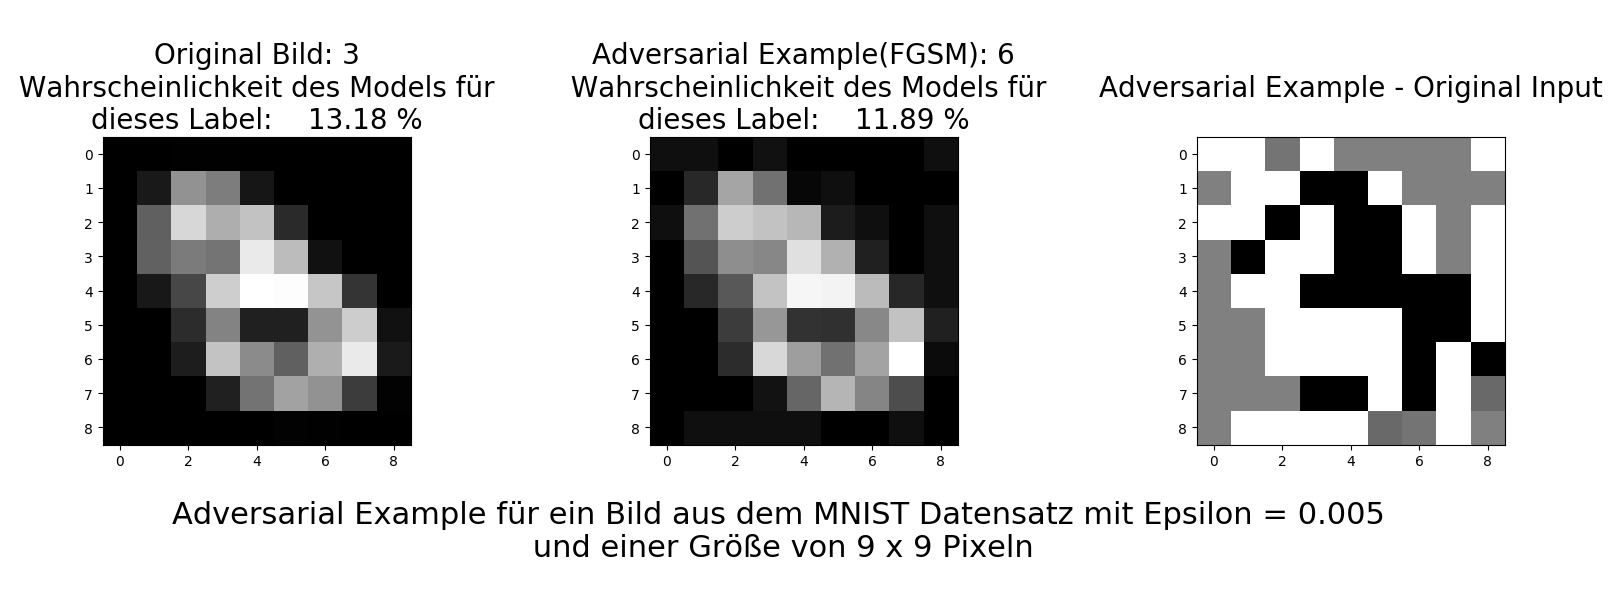 Original Bild: 3
Wahrscheinlichkeit des Models für
dieses Label:    13.18 %
0
1
2
3
4
5
6
7
8
0 2 4 6 8
Adversarial Example(FGSM): 6
Wahrscheinlichkeit des Models für
dieses Label:    11.89 %
0
1
2
3
4
5
6
7
8
0 2 4 6 8
Adversarial Example - Original Input
0
1
2
3
4
5
6
7
8
0 2 4 6 8
Adversarial Example für ein Bild aus dem MNIST Datensatz mit Epsilon = 0.005
und einer Größe von 9 x 9 Pixeln